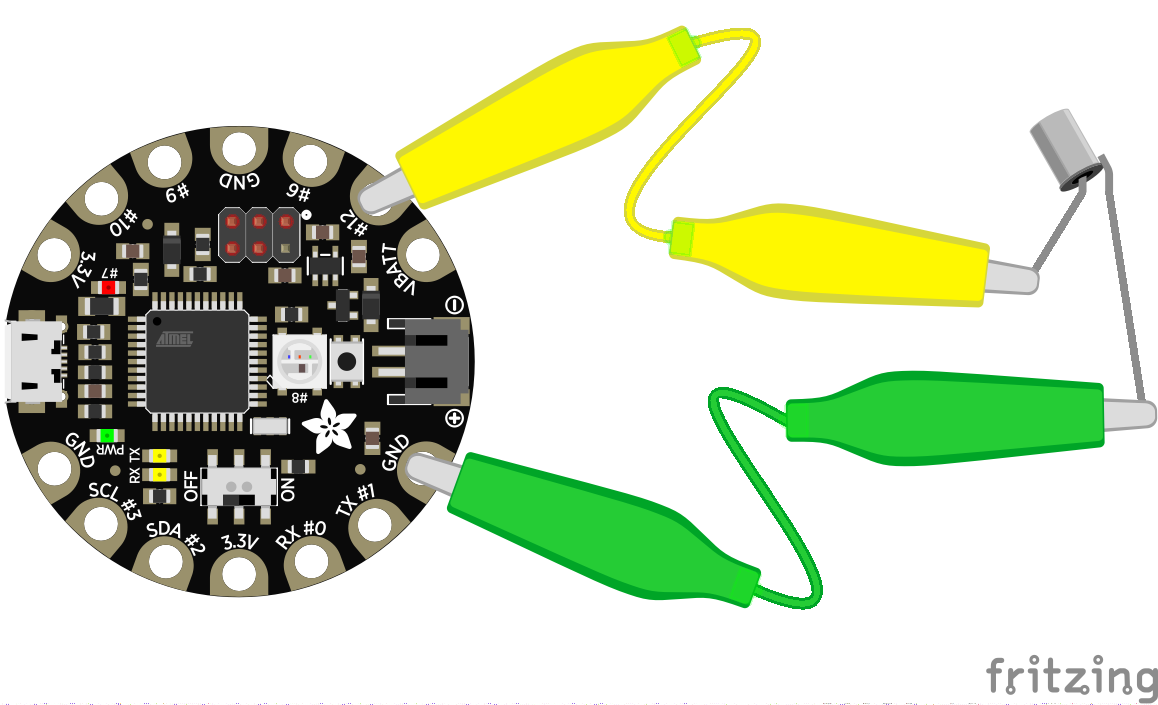 #9
GND
#6
#10
#12
3.3V
VBATT
#7
ATMEL
#8
PWR
GND
TX
RX
GND
OFF
ON
SCL #3
TX #1
SDA #2
RX #0
3.3V
fritzing